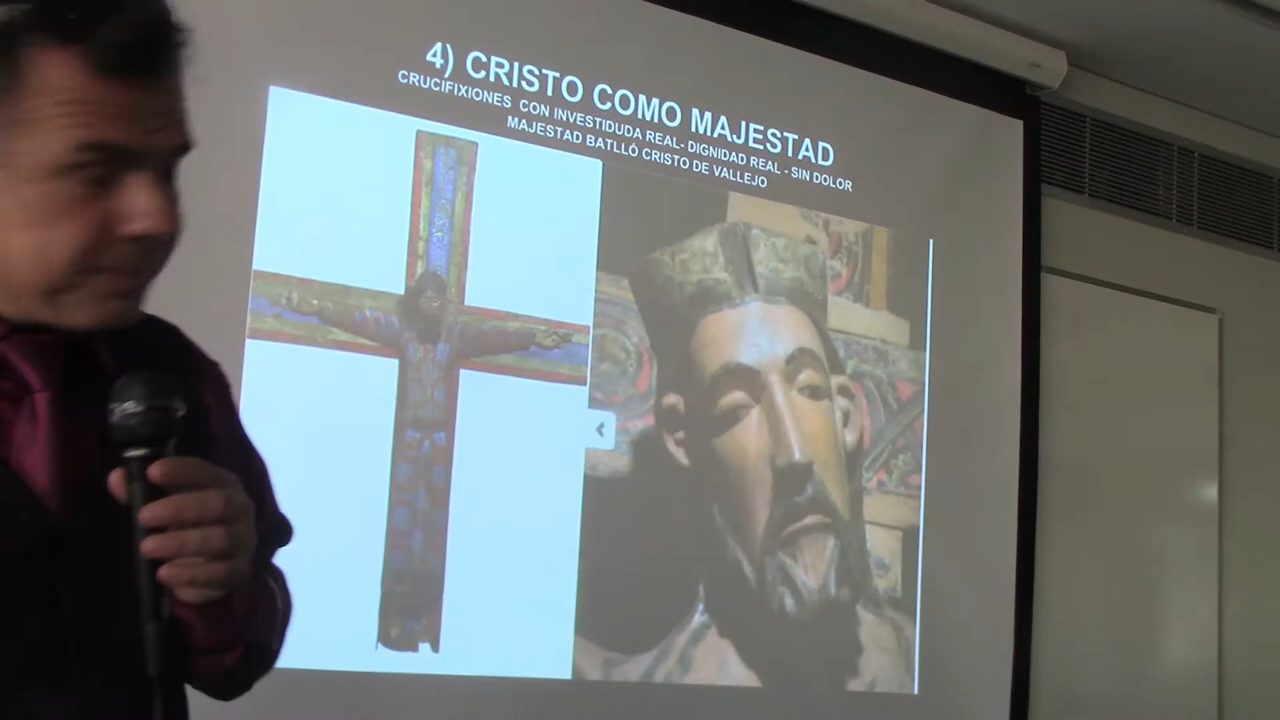 4) CRISTO COMO MAJESTAD
CRUCIFIXIONES CON INVESTIDUDA REAL- DIGNIDAD REAL - SIN DOLOR
MAJESTAD BATLLÓ CRISTO DE VALLEJO